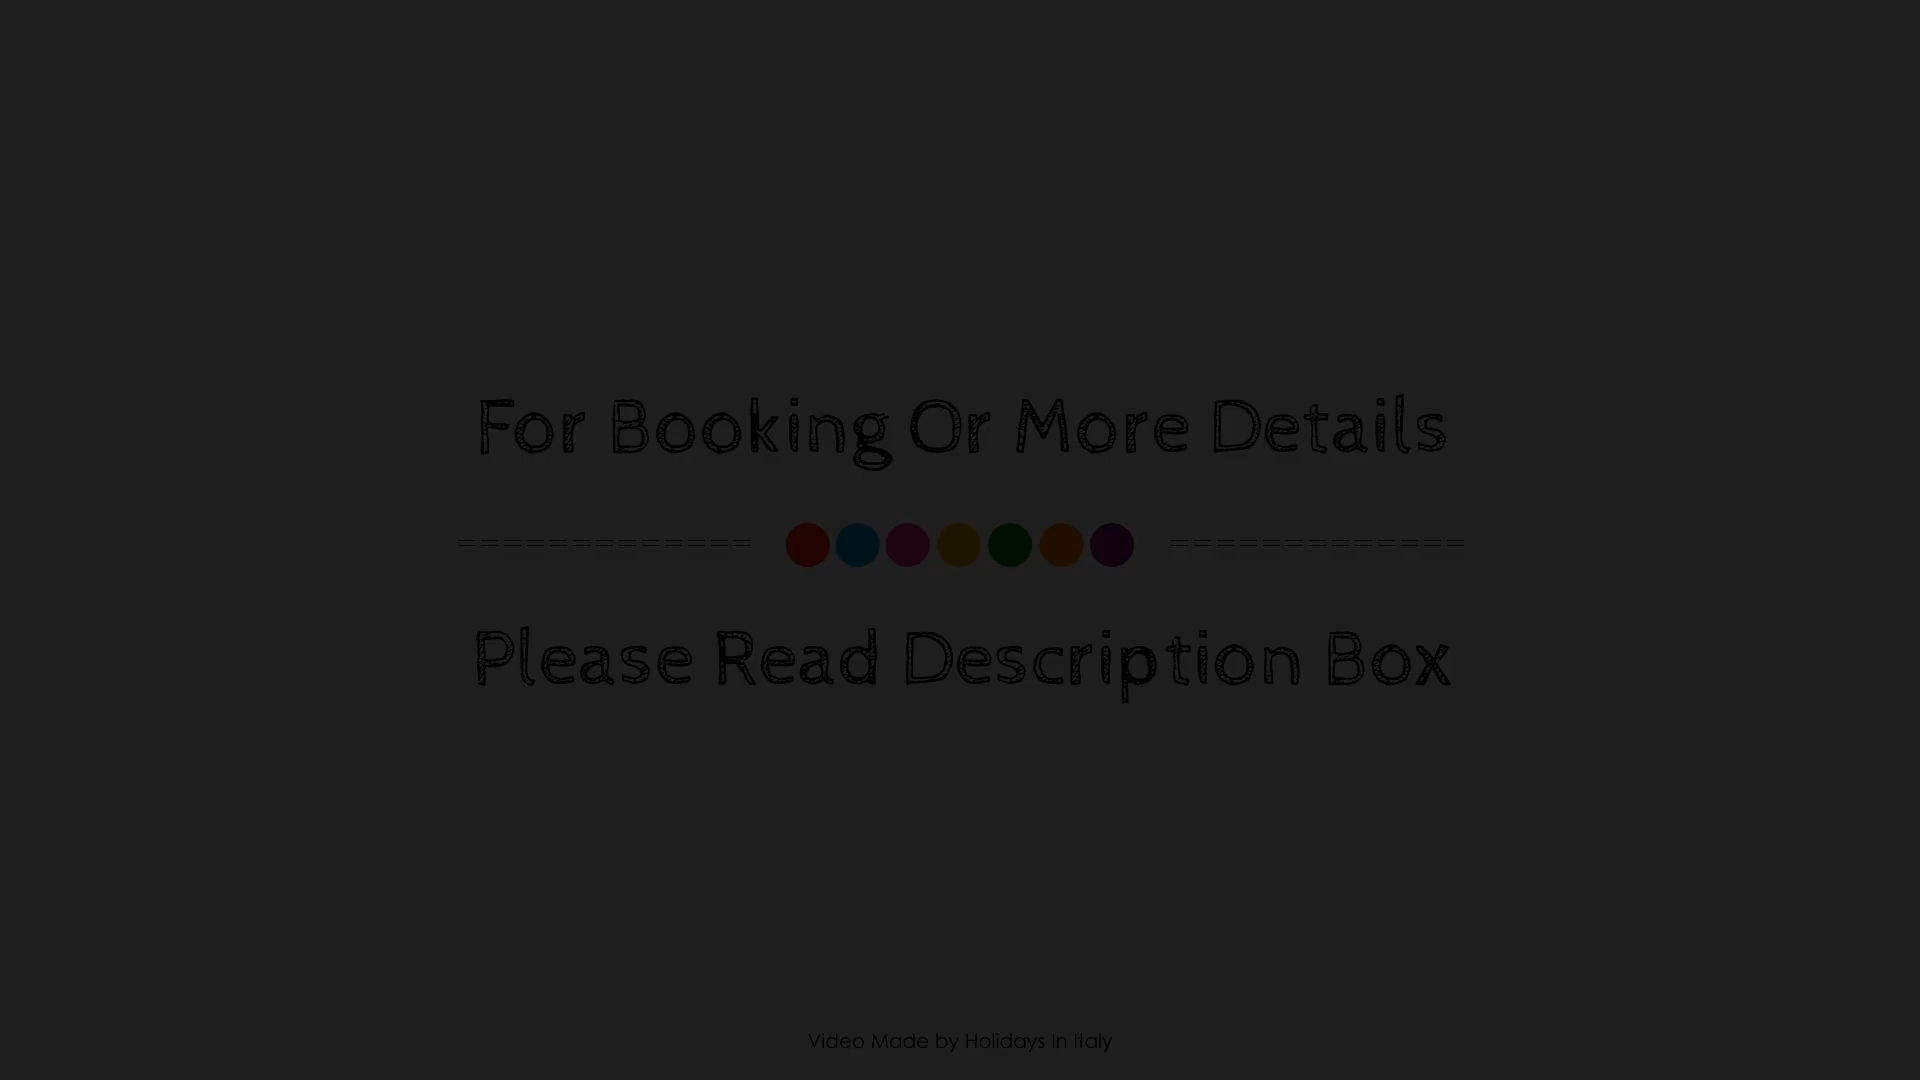 For Booking Or More Details
============= =============
Please Read Description Box
Video Made by Holidays In Italy